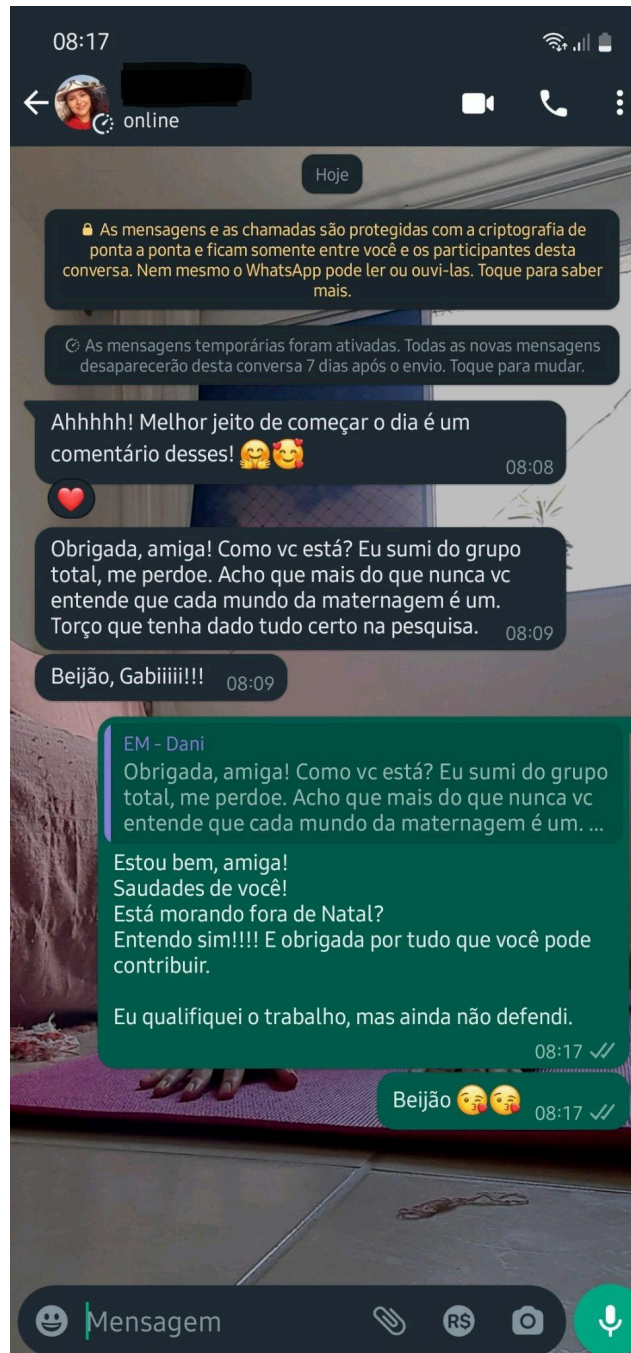 08:17
online
Hoje
🔒 As mensagens e as chamadas são protegidas com a criptografia de
ponta a ponta e ficam somente entre você e os participantes desta
conversa. Nem mesmo o WhatsApp pode ler ou ouvi-las. Toque para saber
mais.
As mensagens temporárias foram ativadas. Todas as novas mensagens
desaparecerão desta conversa 7 dias após o envio. Toque para mudar.
Ahhhhh! Melhor jeito de começar o dia é um
comentário desses! 🤗🥰
08:08
❤️
Obrigada, amiga! Como vc está? Eu sumi do grupo
total, me perdoe. Acho que mais do que nunca vc
entende que cada mundo da maternagem é um.
Torço que tenha dado tudo certo na pesquisa. 08:09
Beijão, Gabiiiii!!! 08:09
EM - Dani
Obrigada, amiga! Como vc está? Eu sumi do grupo
total, me perdoe. Acho que mais do que nunca vc
entende que cada mundo da maternagem é um. ...
Estou bem, amiga!
Saudades de você!
Está morando fora de Natal?
Entendo sim!!!! E obrigada por tudo que você pode
contribuir.
Eu qualifiquei o trabalho, mas ainda não defendi.
08:17
Beijão 😘😘 08:17
Mensagem
R$